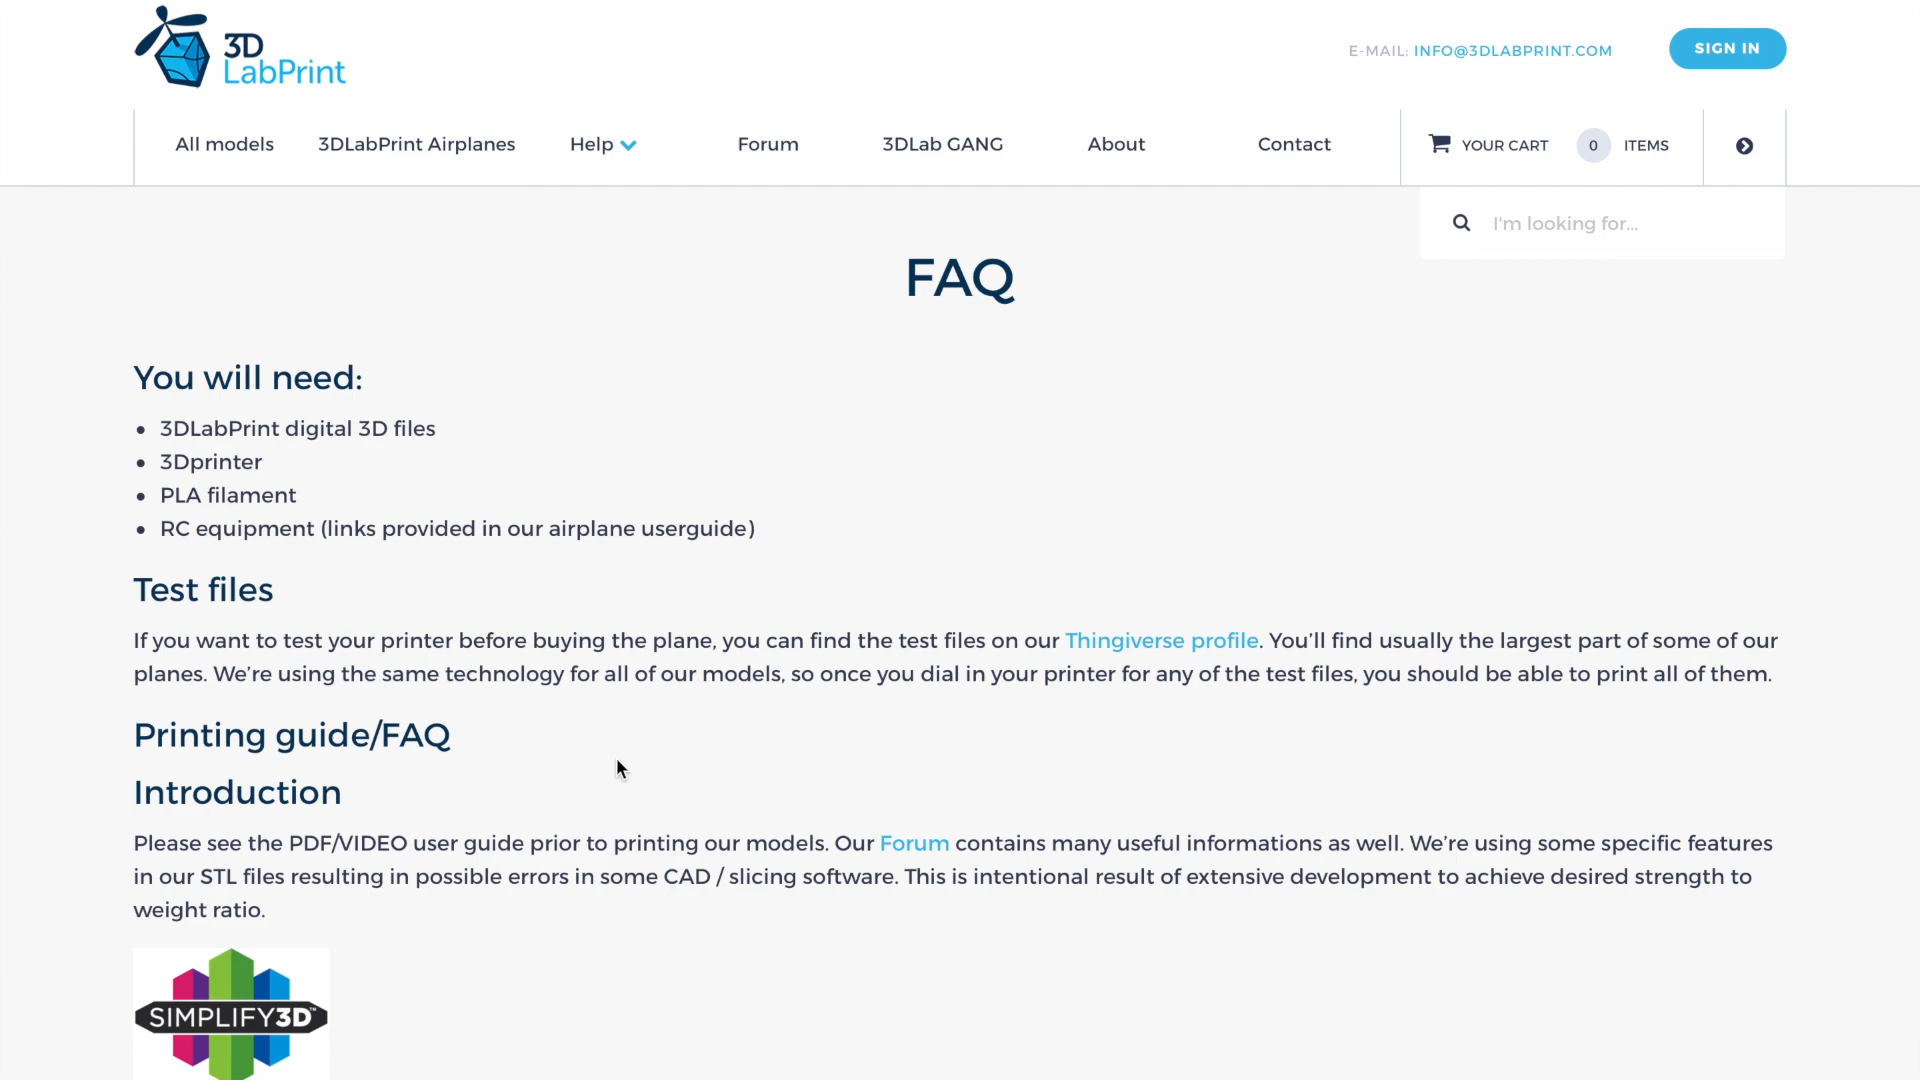 3D
LabPrint
E-MAIL: INFO@3DLABPRINT.COM
SIGN IN
All models
3DLabPrint Airplanes
Help
Forum
3DLab GANG
About
Contact
YOUR CART 0 ITEMS
I'm looking for...
FAQ
You will need:
• 3DLabPrint digital 3D files
• 3Dprinter
• PLA filament
• RC equipment (links provided in our airplane userguide)
Test files
If you want to test your printer before buying the plane, you can find the test files on our Thingiverse profile. You’ll find usually the largest part of some of our
planes. We’re using the same technology for all of our models, so once you dial in your printer for any of the test files, you should be able to print all of them.
Printing guide/FAQ
Introduction
Please see the PDF/VIDEO user guide prior to printing our models. Our Forum contains many useful informations as well. We’re using some specific features
in our STL files resulting in possible errors in some CAD / slicing software. This is intentional result of extensive development to achieve desired strength to
weight ratio.
SIMPLIFY3D™